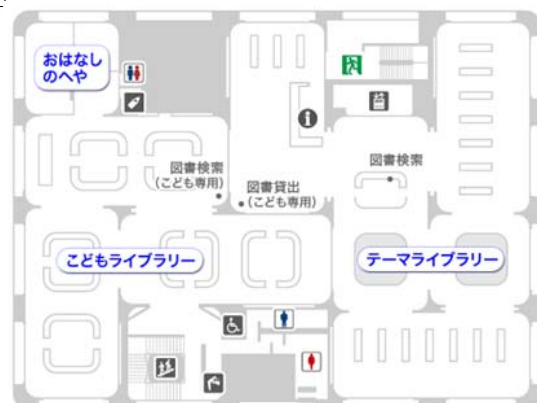 おはなし
のへや
図書検索
(こども専用)
図書貸出
(こども専用)
図書検索
こどもライブラリー
テーマライブラリー